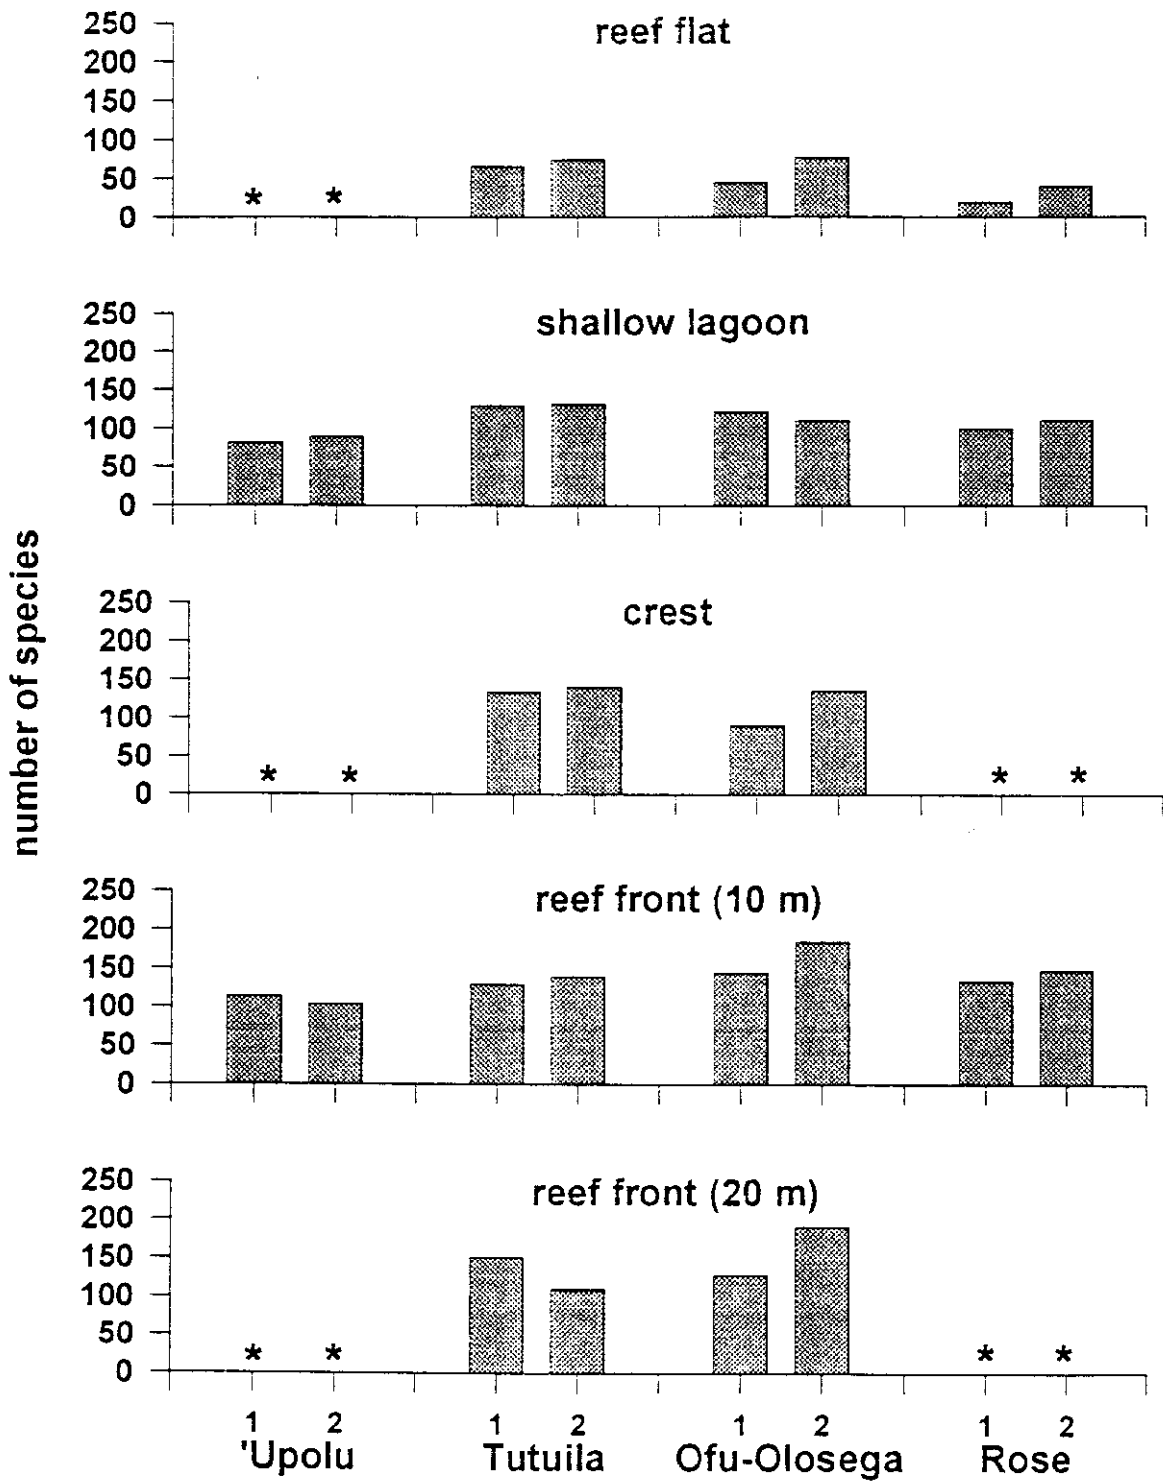 number of species
reef flat
250
200
150
100
50
0
* * * *
shallow lagoon
250
200
150
100
50
0
crest
250
200
150
100
50
0
* * * *
reef front (10 m)
250
200
150
100
50
0
reef front (20 m)
250
200
150
100
50
0
* * * *
1 2 1 2 1 2 1 2
'Upolu Tutuila Ofu-Olosega Rose